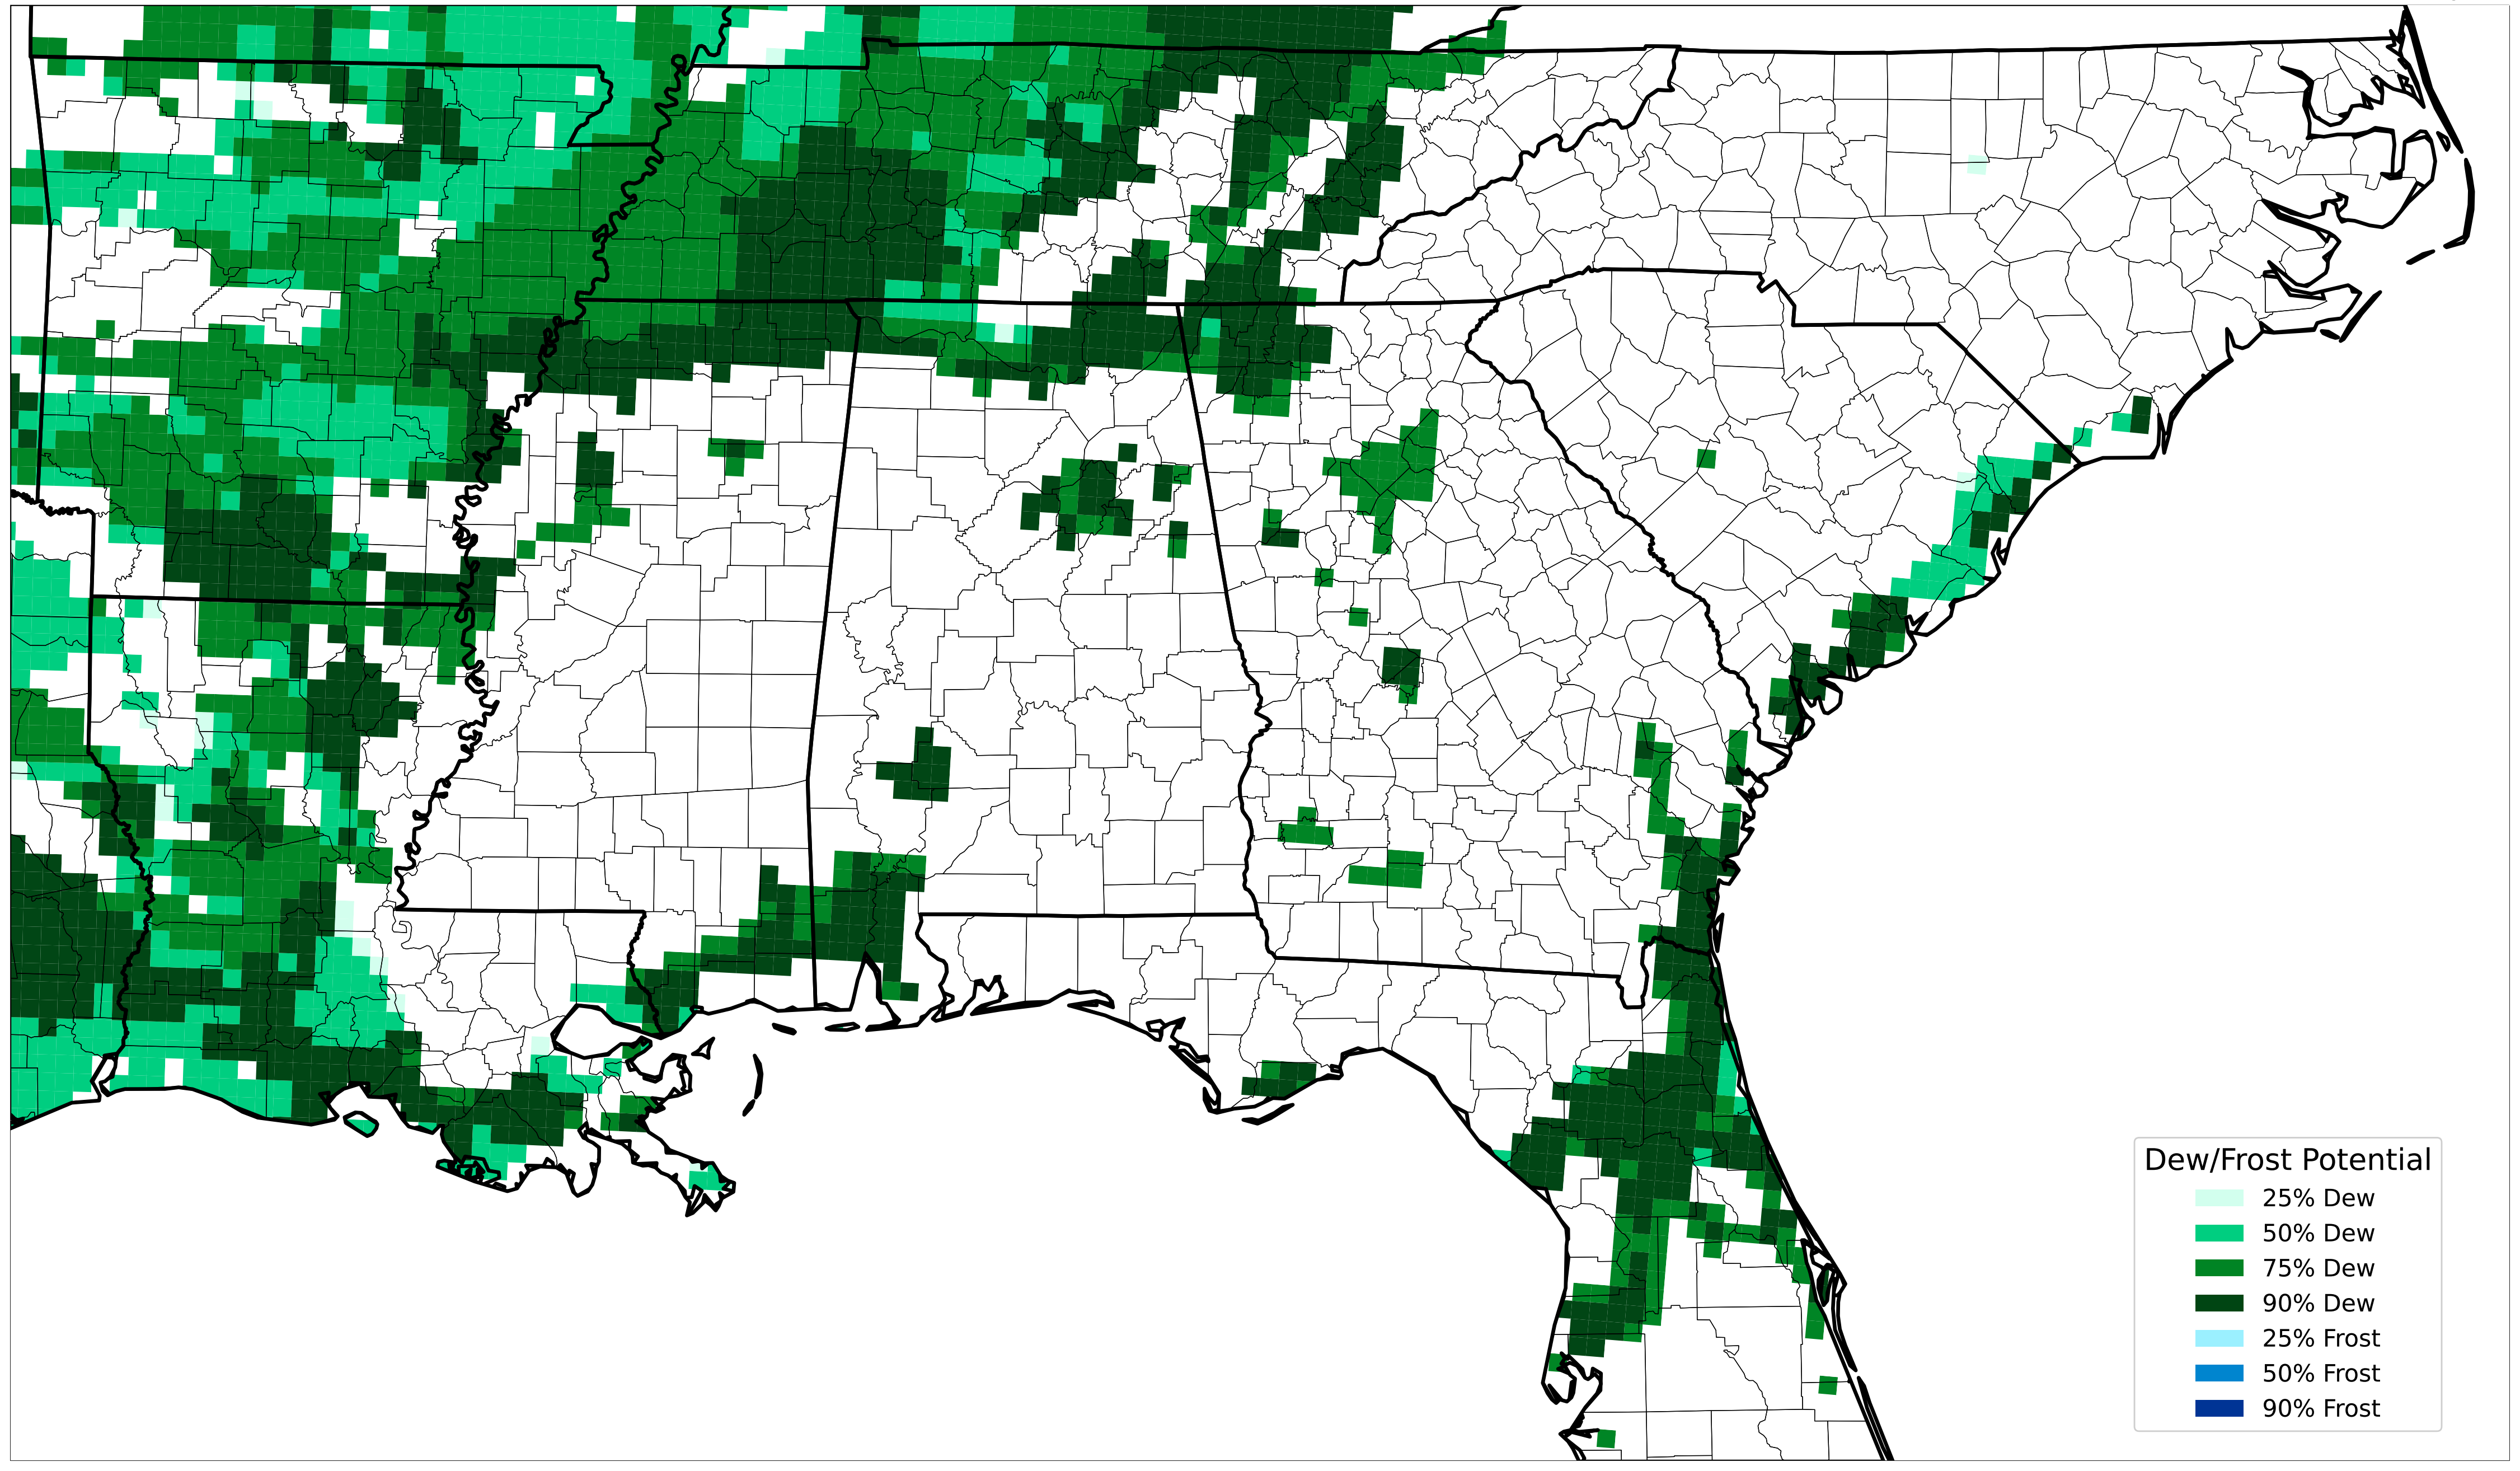 Dew/Frost Potential
25% Dew
50% Dew
75% Dew
90% Dew
25% Frost
50% Frost
90% Frost